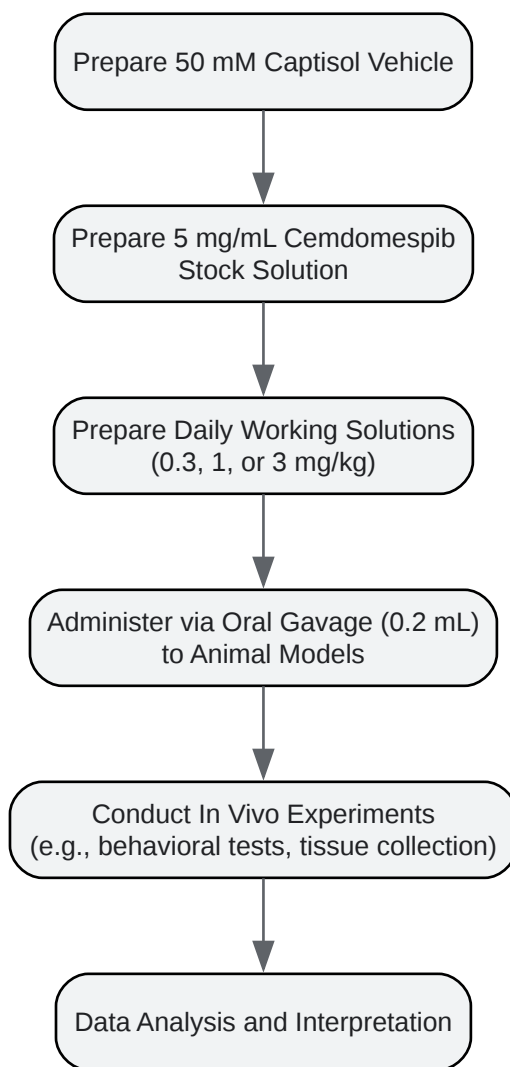 Prepare 50 mM Captisol Vehicle
Prepare 5 mg/mL Cemdomespib
Stock Solution
Prepare Daily Working Solutions
(0.3, 1, or 3 mg/kg)
Administer via Oral Gavage (0.2 mL)
to Animal Models
Conduct In Vivo Experiments
(e.g., behavioral tests, tissue collection)
Data Analysis and Interpretation